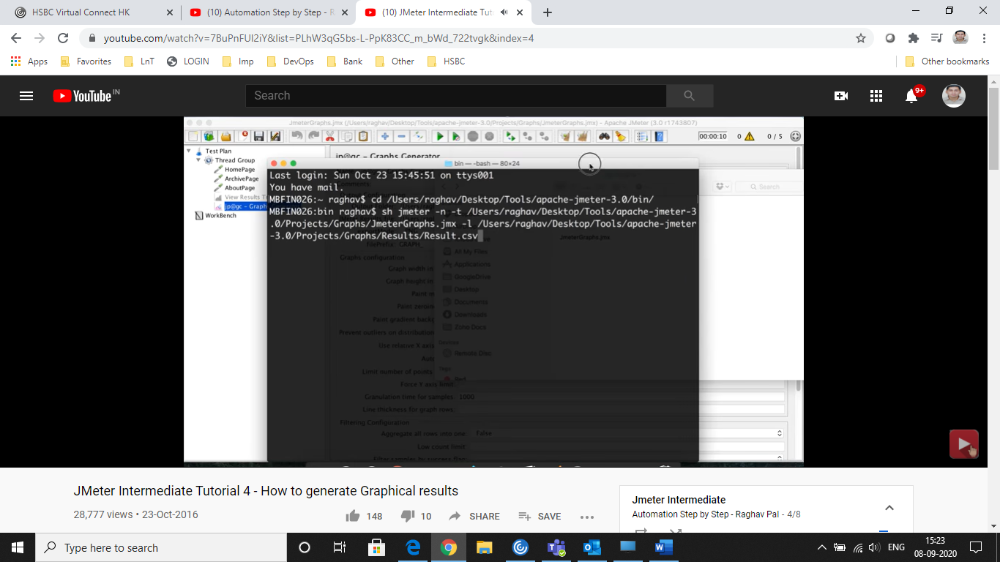 HSBC Virtual Connect HK
(10) Automation Step by Step - R
(10) JMeter Intermediate Tut
youtube.com/watch?v=7BuPnFUI2iY&list=PLhW3qG5bs-L-PpK83CC_m_bWd_722tvgk&index=4
Apps Favorites LnT LOGIN Imp DevOps Bank Other HSBC Other bookmarks
YouTube IN
Search
9+
JmeterGraphs.jmx (/Users/raghav/Desktop/Tools/apache-jmeter-3.0/Projects/Graphs/JmeterGraphs.jmx) - Apache JMeter (3.0 r1743807)
00:00:10 0 0 / 5
Test Plan
Thread Group
HomePage
ArchivePage
AboutPage
View Results T
jp@gc - Graph
WorkBench
jp@gc - Graphs Generator
bin — -bash — 80×24
Last login: Sun Oct 23 15:45:51 on ttys001
You have mail.
MBFIN026:~ raghav$ cd /Users/raghav/Desktop/Tools/apache-jmeter-3.0/bin/
MBFIN026:bin raghav$ sh jmeter -n -t /Users/raghav/Desktop/Tools/apache-jmeter-3
.0/Projects/Graphs/JmeterGraphs.jmx -l /Users/raghav/Desktop/Tools/apache-jmeter
-3.0/Projects/Graphs/Results/Result.csv
Search
JmeterGraphs.jmx
All My Files
Applications
GoogleDrive
Desktop
Documents
Downloads
Zoho Docs
Devices
Remote Disc
Tags
Red
Graphs configuration
Graph width in
Graph height in
Paint m
Paint zeroin
Paint gradient backg
Prevent outliers on distribution
Use relative X axis
Auto
Limit number of points
Force Y axis limit:
Granulation time for samples: 1000
Line thickness for graph rows:
Filtering Configuration
Aggregate all rows into one: False
Low count limit:
JMeter Intermediate Tutorial 4 - How to generate Graphical results
28,777 views • 23-Oct-2016
148 10 SHARE SAVE
Jmeter Intermediate
Automation Step by Step - Raghav Pal - 4/8
Type here to search
ENG
15:23
08-09-2020